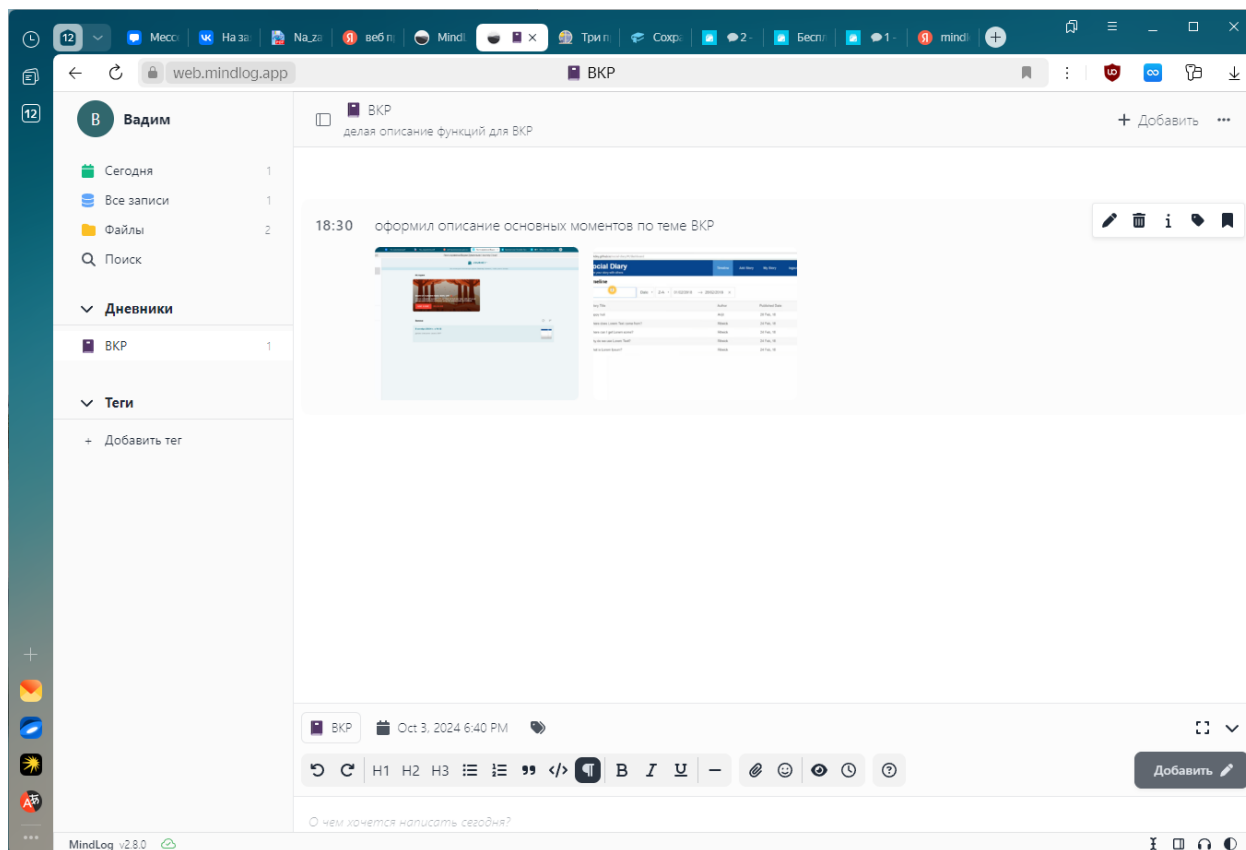 12 Месс На за Na_za веб п Mindl Три п Сохр 2 - Беспл 1 - mindl
web.mindlog.app ВКР
12
В Вадим
ВКР
делая описание функций для ВКР
+ Добавить
Сегодня 1
Все записи 1
Файлы 2
Поиск
Дневники
ВКР 1
Теги
+ Добавить тег
18:30 оформил описание основных моментов по теме ВКР
ocial Diary
ВКР Oct 3, 2024 6:40 PM
H1 H2 H3 B I U
Добавить
О чем хочется написать сегодня?
MindLog v2.8.0